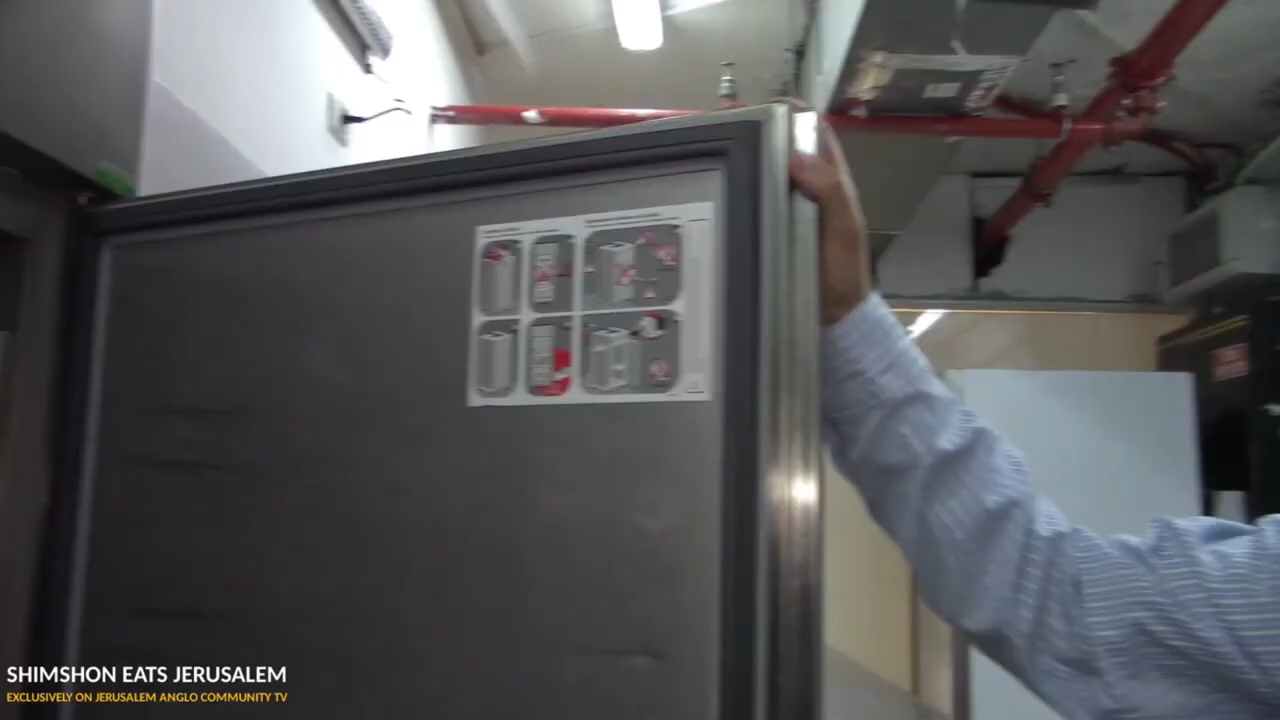 SHIMSHON EATS JERUSALEM
EXCLUSIVELY ON JERUSALEM ANGLO COMMUNITY TV